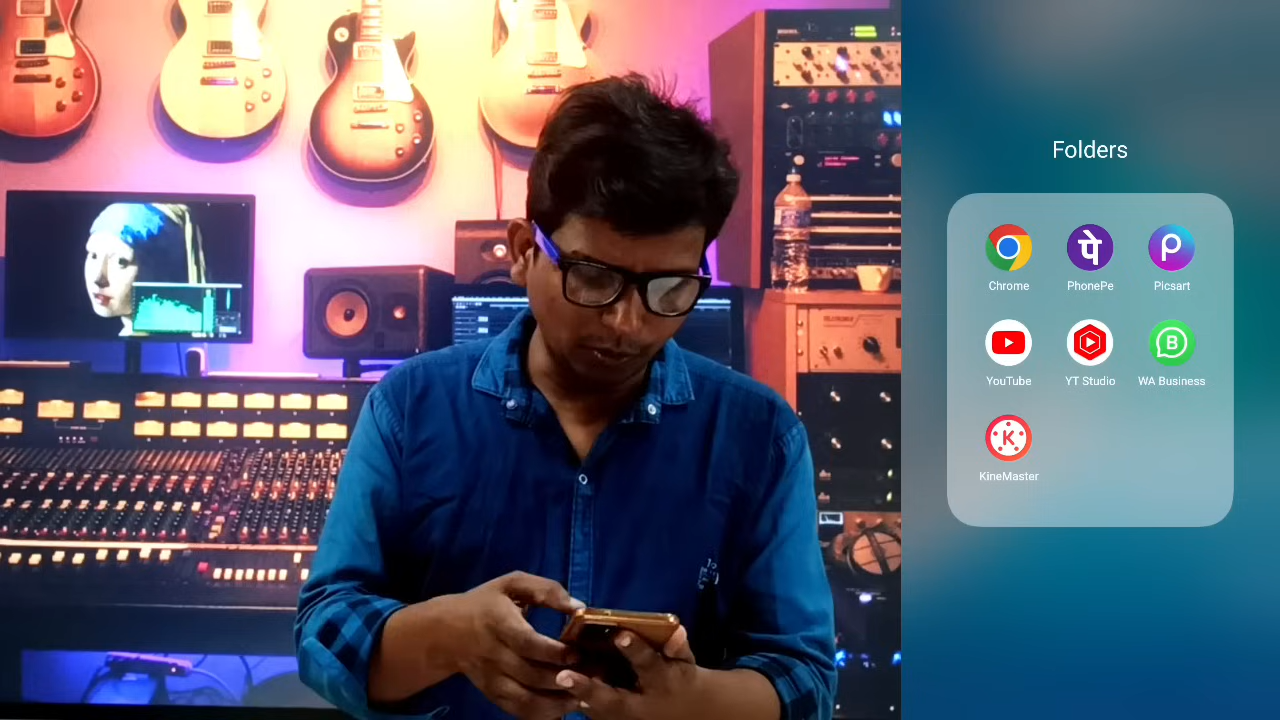 Folders
Chrome
पे
PhonePe
Picsart
YouTube
YT Studio
B
WA Business
K
KineMaster